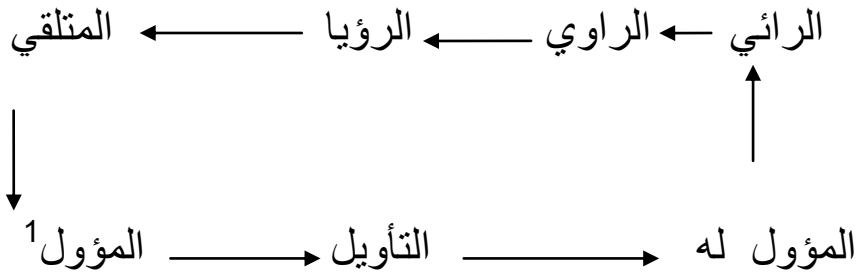 الرائي الراوي الرؤيا المتلقي
المؤول له التأويل المؤول1